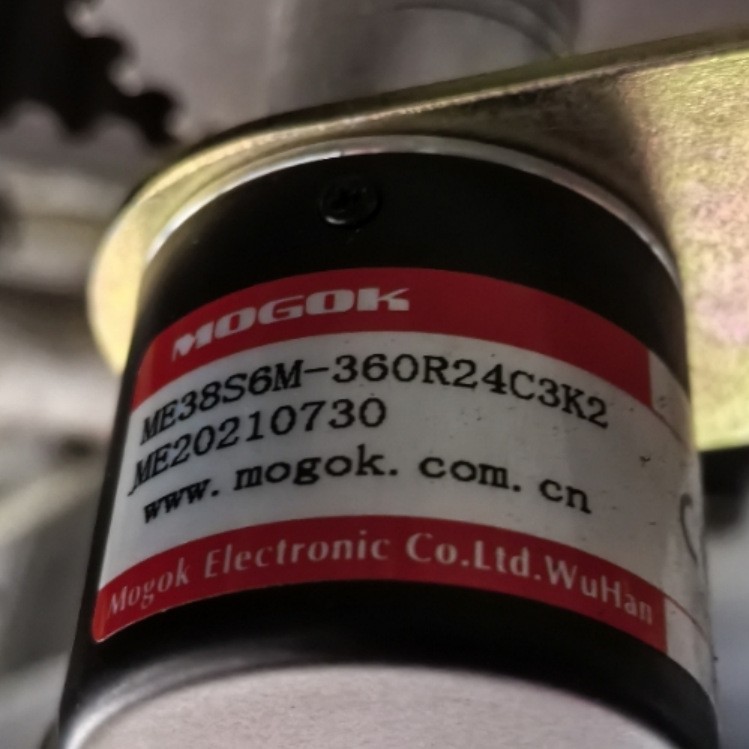 MOGOK
ME38S6M-360R24C3K2
ME20210730
www.mogok.com.cn
Mogok Electronic Co.Ltd.WuHan